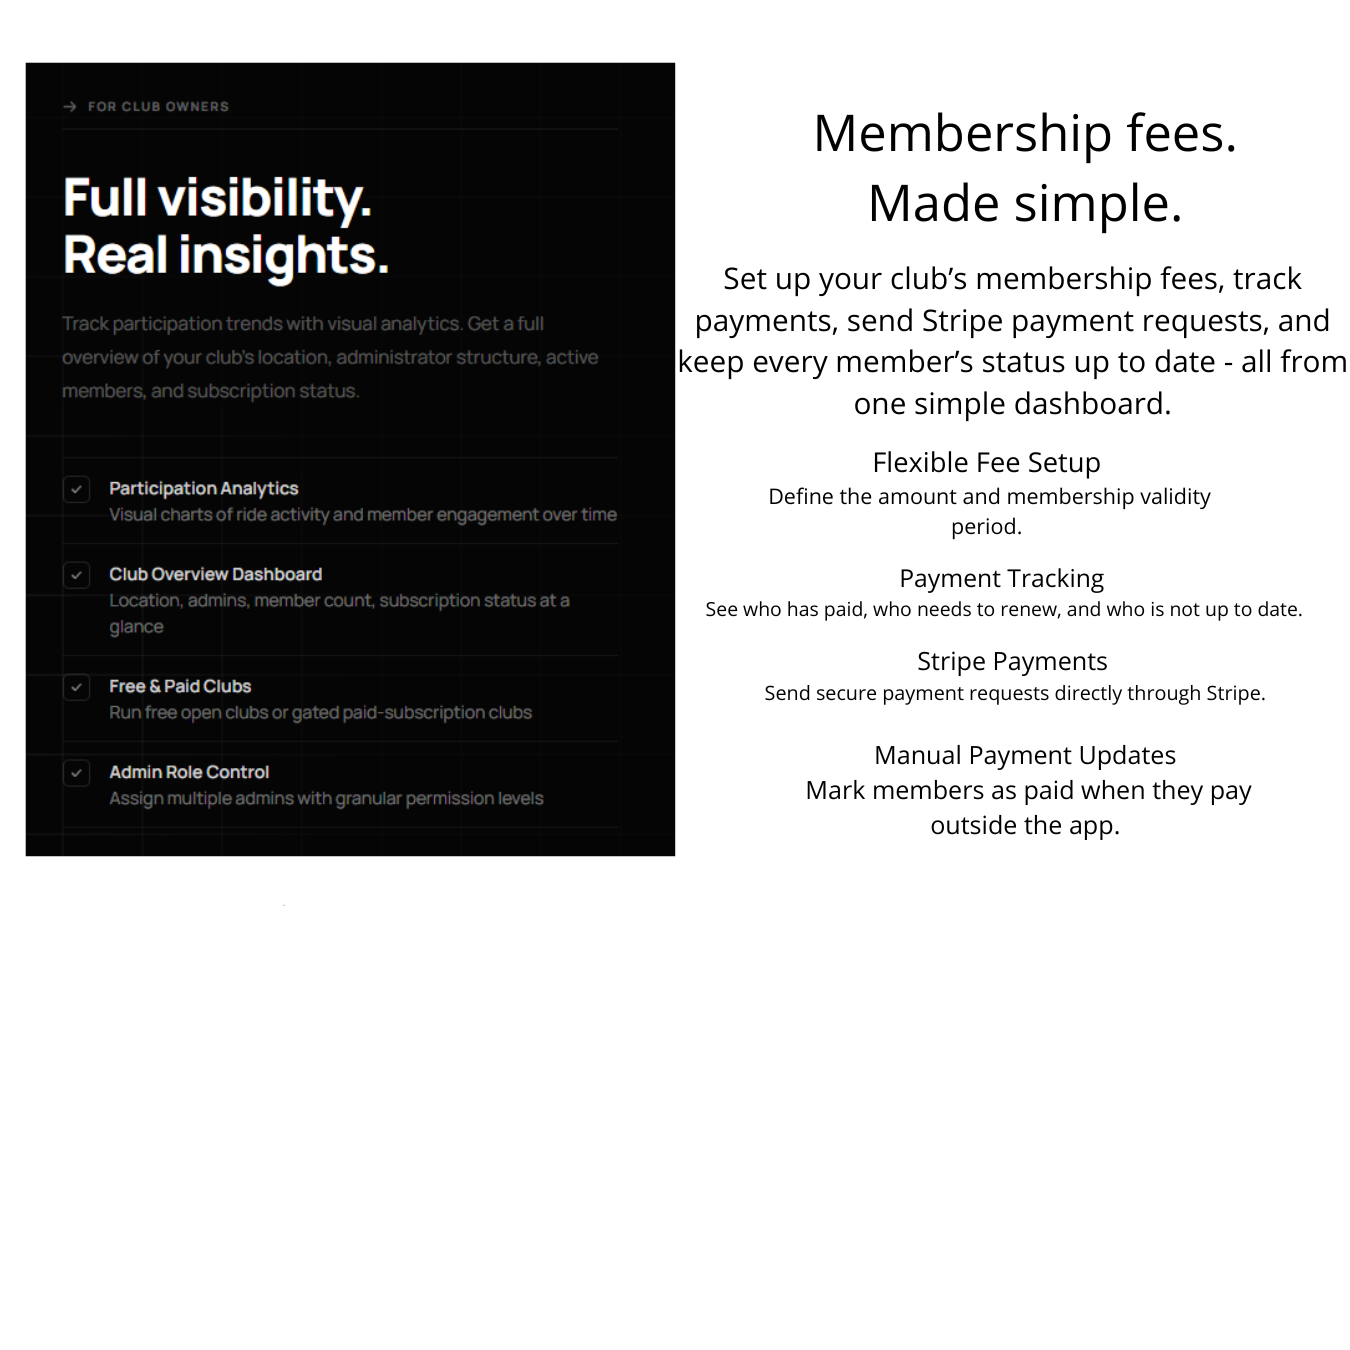 → FOR CLUB OWNERS
Full visibility.
Real insights.
Track participation trends with visual analytics. Get a full
overview of your club's location, administrator structure, active
members, and subscription status.
Participation Analytics
Visual charts of ride activity and member engagement over time
Club Overview Dashboard
Location, admins, member count, subscription status at a
glance
Free & Paid Clubs
Run free open clubs or gated paid-subscription clubs
Admin Role Control
Assign multiple admins with granular permission levels
Membership fees.
Made simple.
Set up your club’s membership fees, track
payments, send Stripe payment requests, and
keep every member’s status up to date - all from
one simple dashboard.
Flexible Fee Setup
Define the amount and membership validity
period.
Payment Tracking
See who has paid, who needs to renew, and who is not up to date.
Stripe Payments
Send secure payment requests directly through Stripe.
Manual Payment Updates
Mark members as paid when they pay
outside the app.